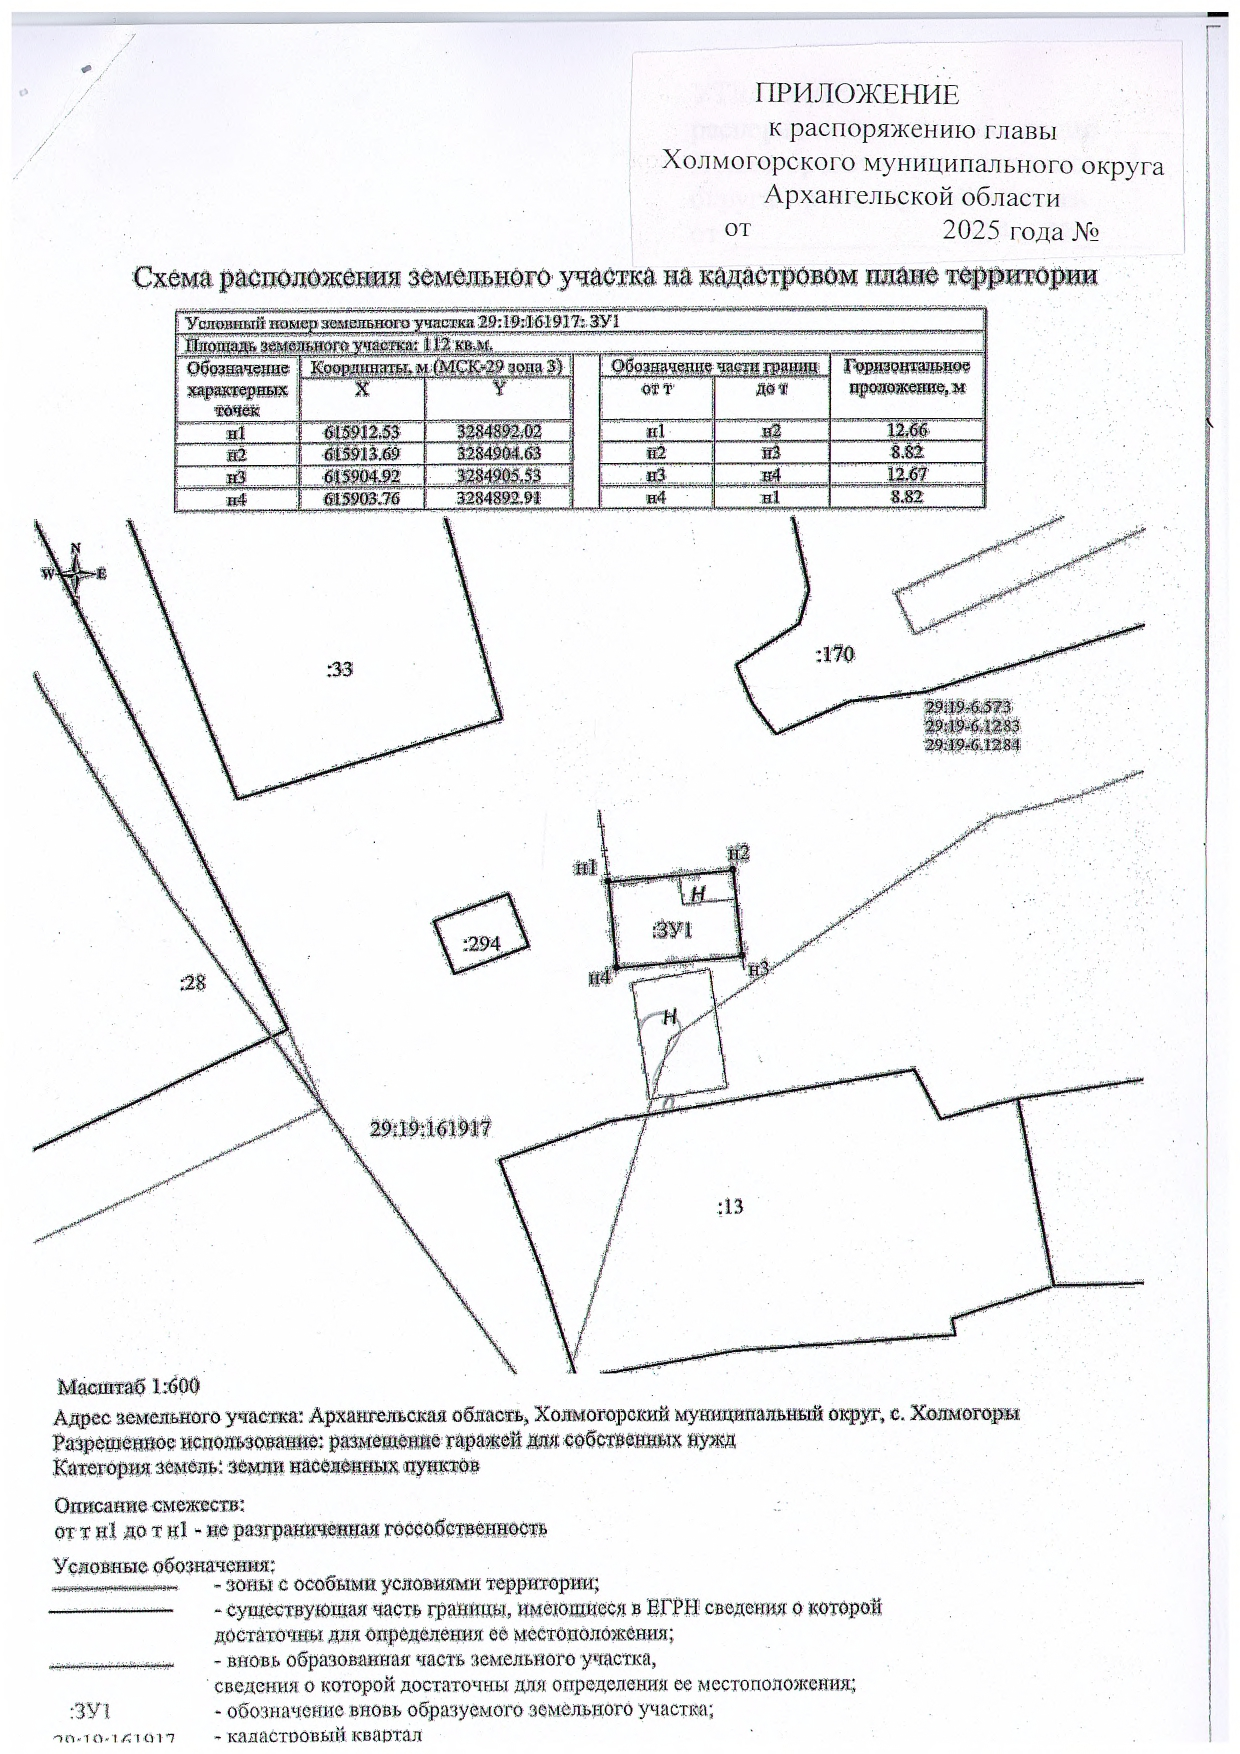 ПРИЛОЖЕНИЕ
к распоряжению главы
Холмогорского муниципального округа
Архангельской области
от 2025 года №
Схема расположения земельного участка на кадастровом плане территории
Условный номер земельного участка 29:19:161917: ЗУ1
Площадь земельного участка: 112 кв.м.
Обозначение характерных точек Координаты, м (МСК-29 зона 3) Обозначение части границ Горизонтальное проложение, м
X Y от т до т
н1 615912.53 3284892.02 н1 н2 12.66
н2 615913.69 3284904.63 н2 н3 8.82
н3 615904.92 3284905.53 н3 н4 12.67
н4 615903.76 3284892.91 н4 н1 8.82
N
W E
:33
:170
29:19-6.573
29:19-6.1283
29:19-6.1284
н1
н2
Н
:ЗУ1
:294
н4
н3
:28
Н
29:19:161917
:13
Масштаб 1:600
Адрес земельного участка: Архангельская область, Холмогорский муниципальный округ, с. Холмогоры
Разрешенное использование: размещение гаражей для собственных нужд
Категория земель: земли населенных пунктов
Описание смежеств:
от т н1 до т н1 - не разграниченная госсобственность
Условные обозначения:
- зоны с особыми условиями территории;
- существующая часть границы, имеющиеся в ЕГРН сведения о которой
достаточны для определения ее местоположения;
- вновь образованная часть земельного участка,
сведения о которой достаточны для определения ее местоположения;
:ЗУ1 - обозначение вновь образуемого земельного участка;
29:19:161917 - кадастровый квартал